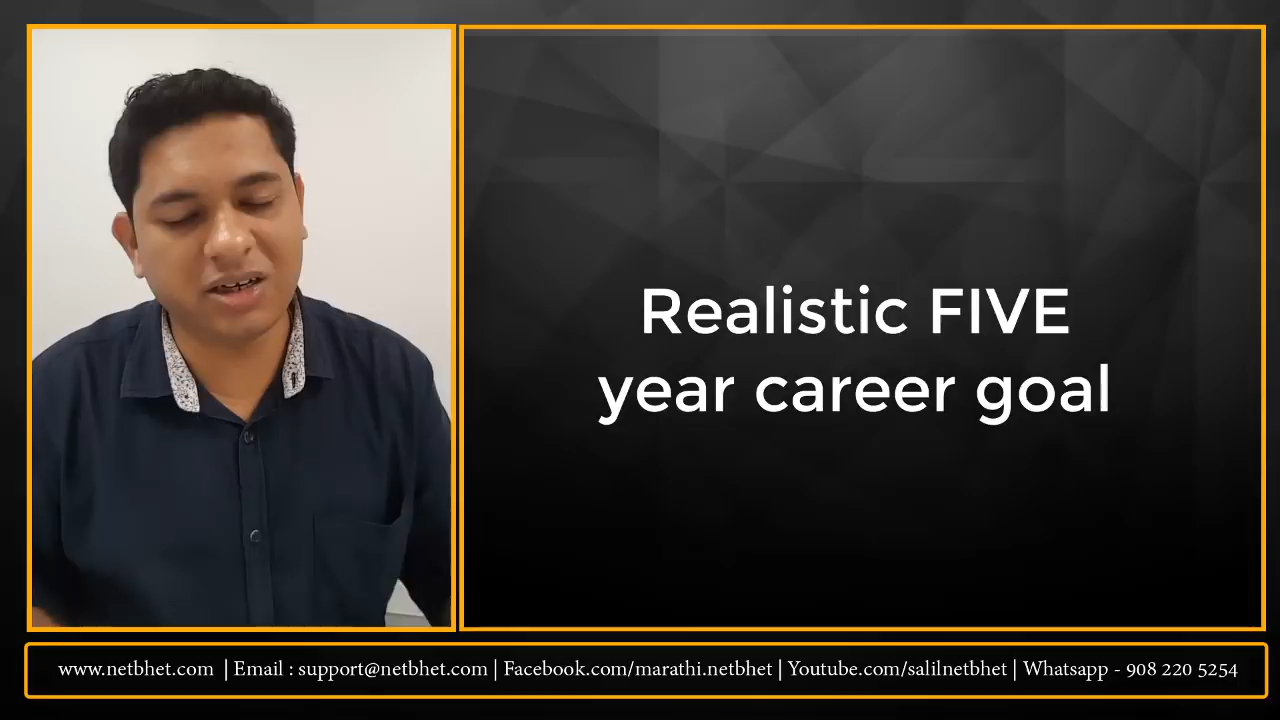 Realistic FIVE
year career goal
www.netbhet.com | Email : support@netbhet.com | Facebook.com/marathi.netbhet | Youtube.com/salilnetbhet | Whatsapp - 908 220 5254